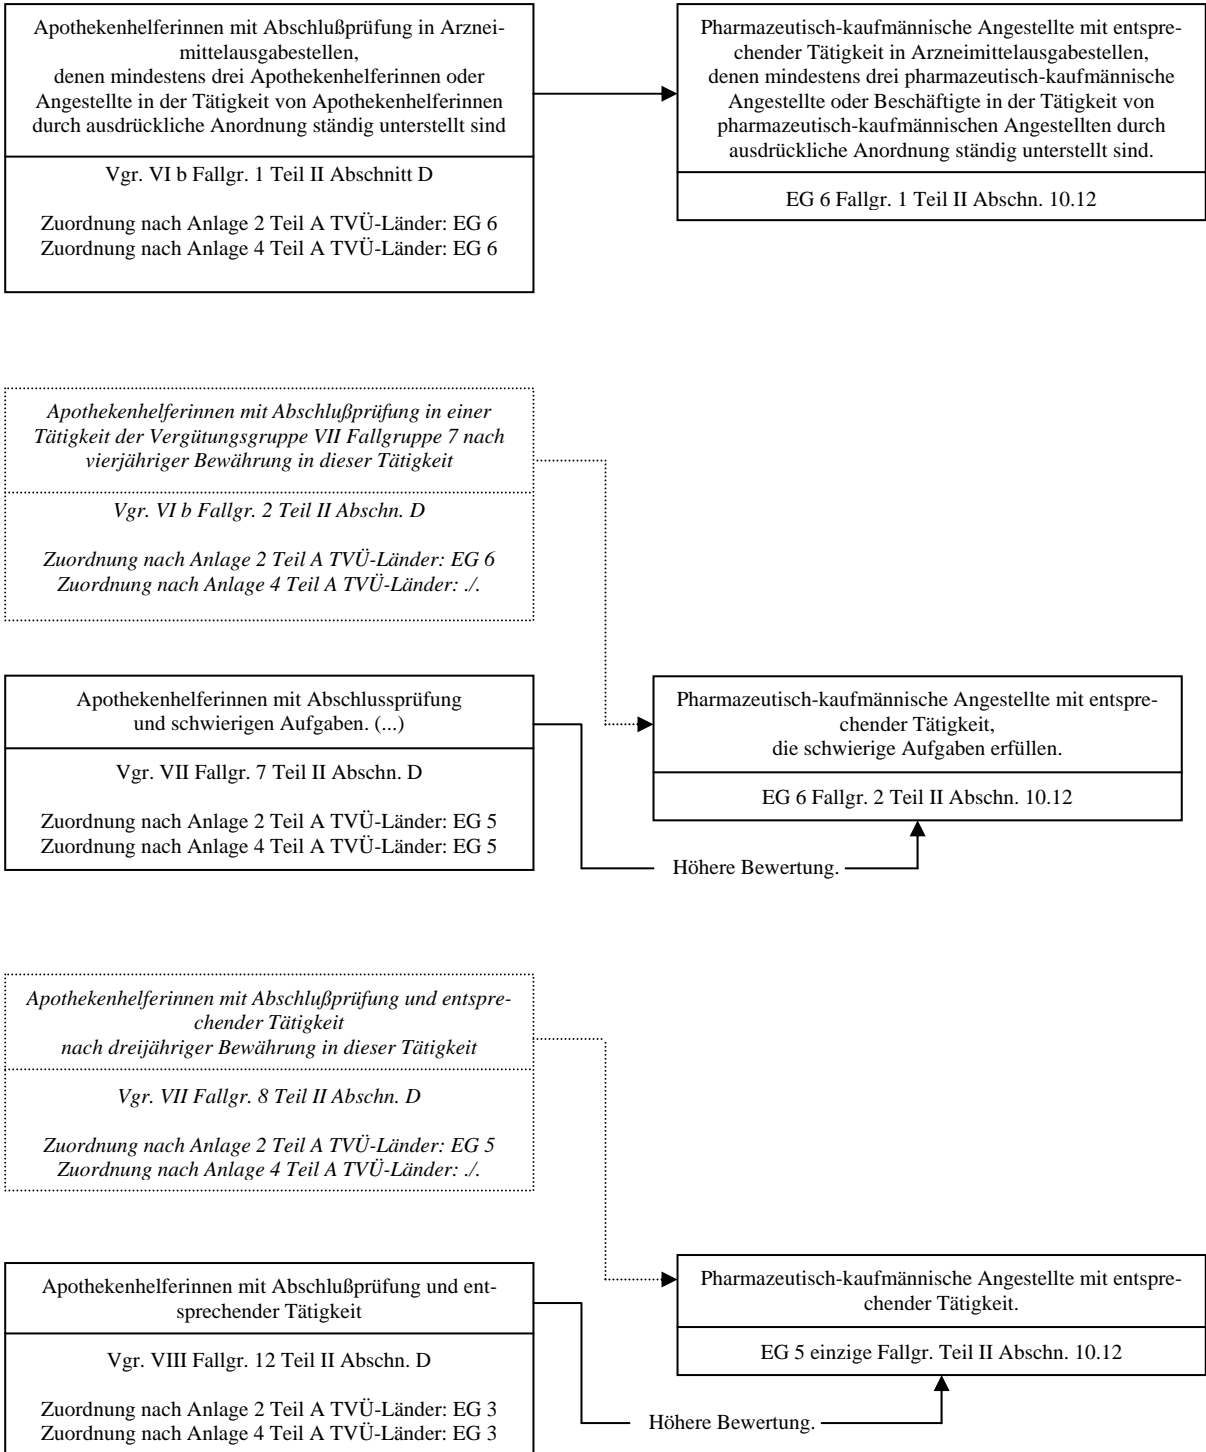 Apothekenhelferinnen mit Abschlußprüfung in Arznei-
mittelausgabestellen,
denen mindestens drei Apothekenhelferinnen oder
Angestellte in der Tätigkeit von Apothekenhelferinnen
durch ausdrückliche Anordnung ständig unterstellt sind
Vgr. VI b Fallgr. 1 Teil II Abschnitt D
Zuordnung nach Anlage 2 Teil A TVÜ-Länder: EG 6
Zuordnung nach Anlage 4 Teil A TVÜ-Länder: EG 6
Pharmazeutisch-kaufmännische Angestellte mit entspre-
chender Tätigkeit in Arzneimittelausgabestellen,
denen mindestens drei pharmazeutisch-kaufmännische
Angestellte oder Beschäftigte in der Tätigkeit von
pharmazeutisch-kaufmännischen Angestellten durch
ausdrückliche Anordnung ständig unterstellt sind.
EG 6 Fallgr. 1 Teil II Abschn. 10.12
Apothekenhelferinnen mit Abschlußprüfung in einer
Tätigkeit der Vergütungsgruppe VII Fallgruppe 7 nach
vierjähriger Bewährung in dieser Tätigkeit
Vgr. VI b Fallgr. 2 Teil II Abschn. D
Zuordnung nach Anlage 2 Teil A TVÜ-Länder: EG 6
Zuordnung nach Anlage 4 Teil A TVÜ-Länder: ./.
Apothekenhelferinnen mit Abschlussprüfung
und schwierigen Aufgaben. (...)
Vgr. VII Fallgr. 7 Teil II Abschn. D
Zuordnung nach Anlage 2 Teil A TVÜ-Länder: EG 5
Zuordnung nach Anlage 4 Teil A TVÜ-Länder: EG 5
Pharmazeutisch-kaufmännische Angestellte mit entspre-
chender Tätigkeit,
die schwierige Aufgaben erfüllen.
EG 6 Fallgr. 2 Teil II Abschn. 10.12
Höhere Bewertung.
Apothekenhelferinnen mit Abschlußprüfung und entspre-
chender Tätigkeit
nach dreijähriger Bewährung in dieser Tätigkeit
Vgr. VII Fallgr. 8 Teil II Abschn. D
Zuordnung nach Anlage 2 Teil A TVÜ-Länder: EG 5
Zuordnung nach Anlage 4 Teil A TVÜ-Länder: ./.
Apothekenhelferinnen mit Abschlußprüfung und ent-
sprechender Tätigkeit
Vgr. VIII Fallgr. 12 Teil II Abschn. D
Zuordnung nach Anlage 2 Teil A TVÜ-Länder: EG 3
Zuordnung nach Anlage 4 Teil A TVÜ-Länder: EG 3
Pharmazeutisch-kaufmännische Angestellte mit entspre-
chender Tätigkeit.
EG 5 einzige Fallgr. Teil II Abschn. 10.12
Höhere Bewertung.